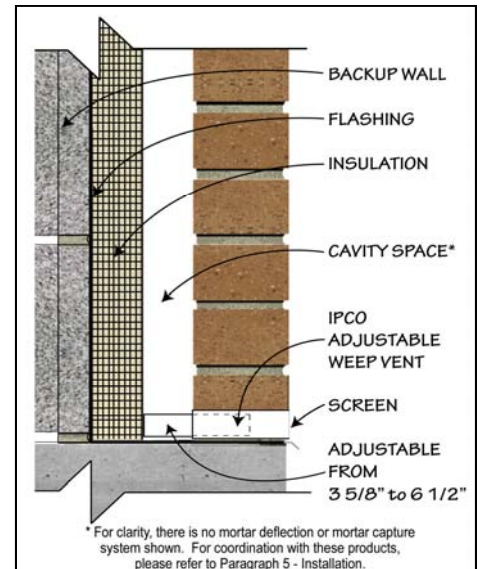 BACKUP WALL
FLASHING
INSULATION
CAVITY SPACE*
IPCO
ADJUSTABLE
WEEP VENT
SCREEN
ADJUSTABLE
FROM
3 5/8" to 6 1/2"
* For clarity, there is no mortar deflection or mortar capture
system shown. For coordination with these products,
please refer to Paragraph 5 - Installation.